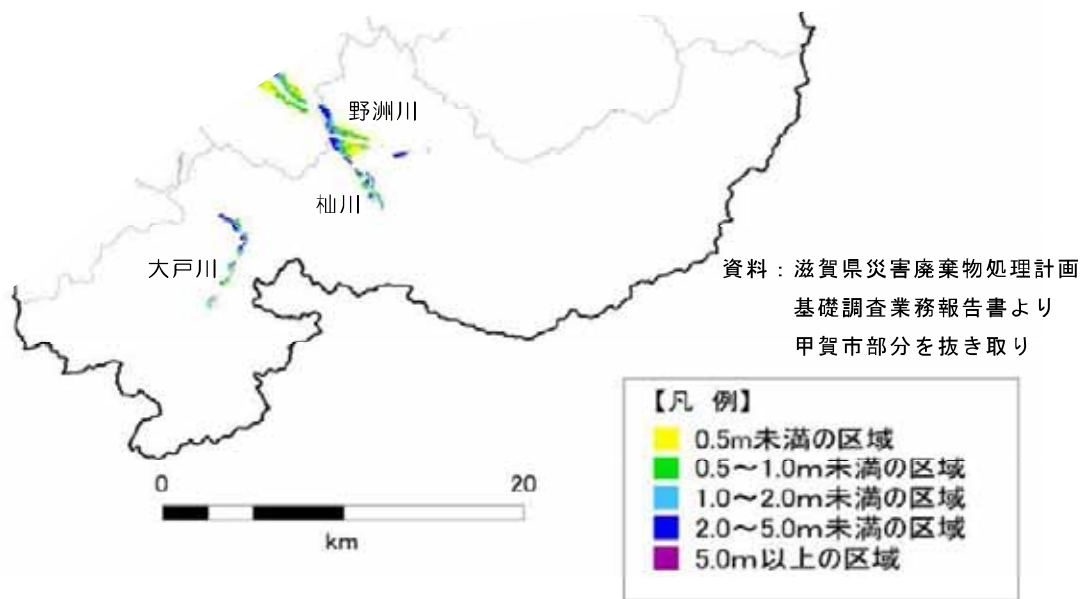 野洲川
杣川
大戸川
資料：滋賀県災害廃棄物処理計画
基礎調査業務報告書より
甲賀市部分を抜き取り
【凡 例】
0.5m未満の区域
0.5～1.0m未満の区域
1.0～2.0m未満の区域
2.0～5.0m未満の区域
5.0m以上の区域
0 20
km